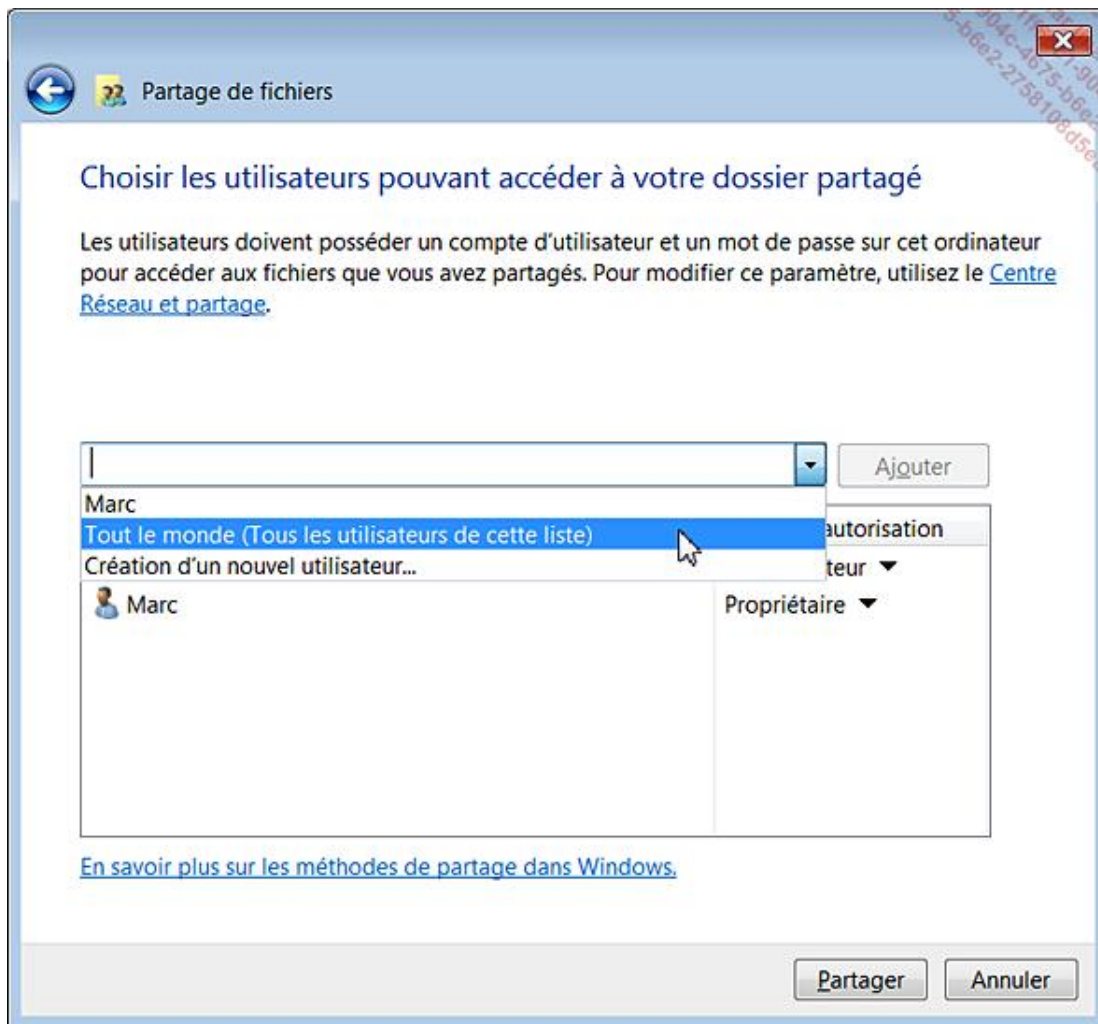 Partage de fichiers
Choisir les utilisateurs pouvant accéder à votre dossier partagé
Les utilisateurs doivent posséder un compte d'utilisateur et un mot de passe sur cet ordinateur
pour accéder aux fichiers que vous avez partagés. Pour modifier ce paramètre, utilisez le Centre
Réseau et partage.
Ajouter
Marc
Tout le monde (Tous les utilisateurs de cette liste)
autorisation
Création d'un nouvel utilisateur...
teur
Marc Propriétaire
En savoir plus sur les méthodes de partage dans Windows.
Partager Annuler